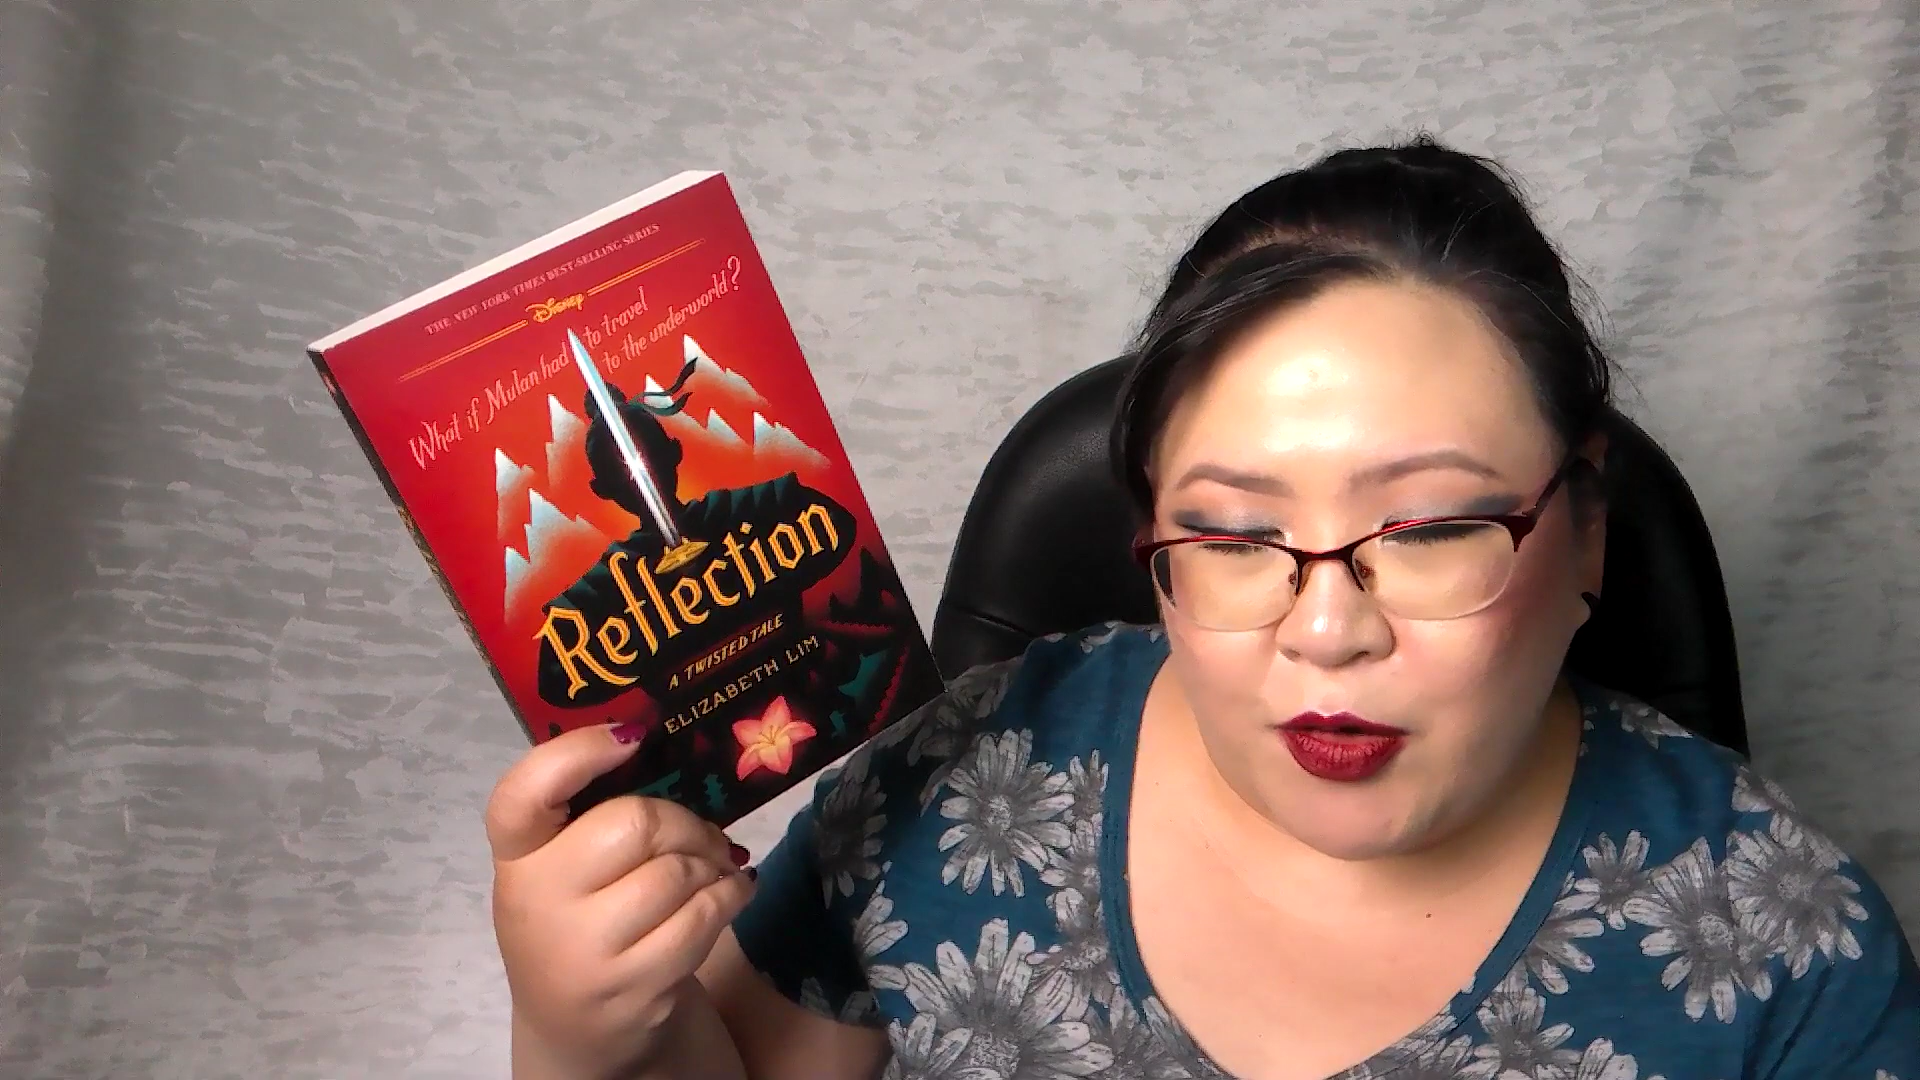 THE NEW YORK TIMES BEST-SELLING SERIES
Disney
What if Mulan had to travel
to the underworld?
Reflection
A TWISTED TALE
ELIZABETH LIM